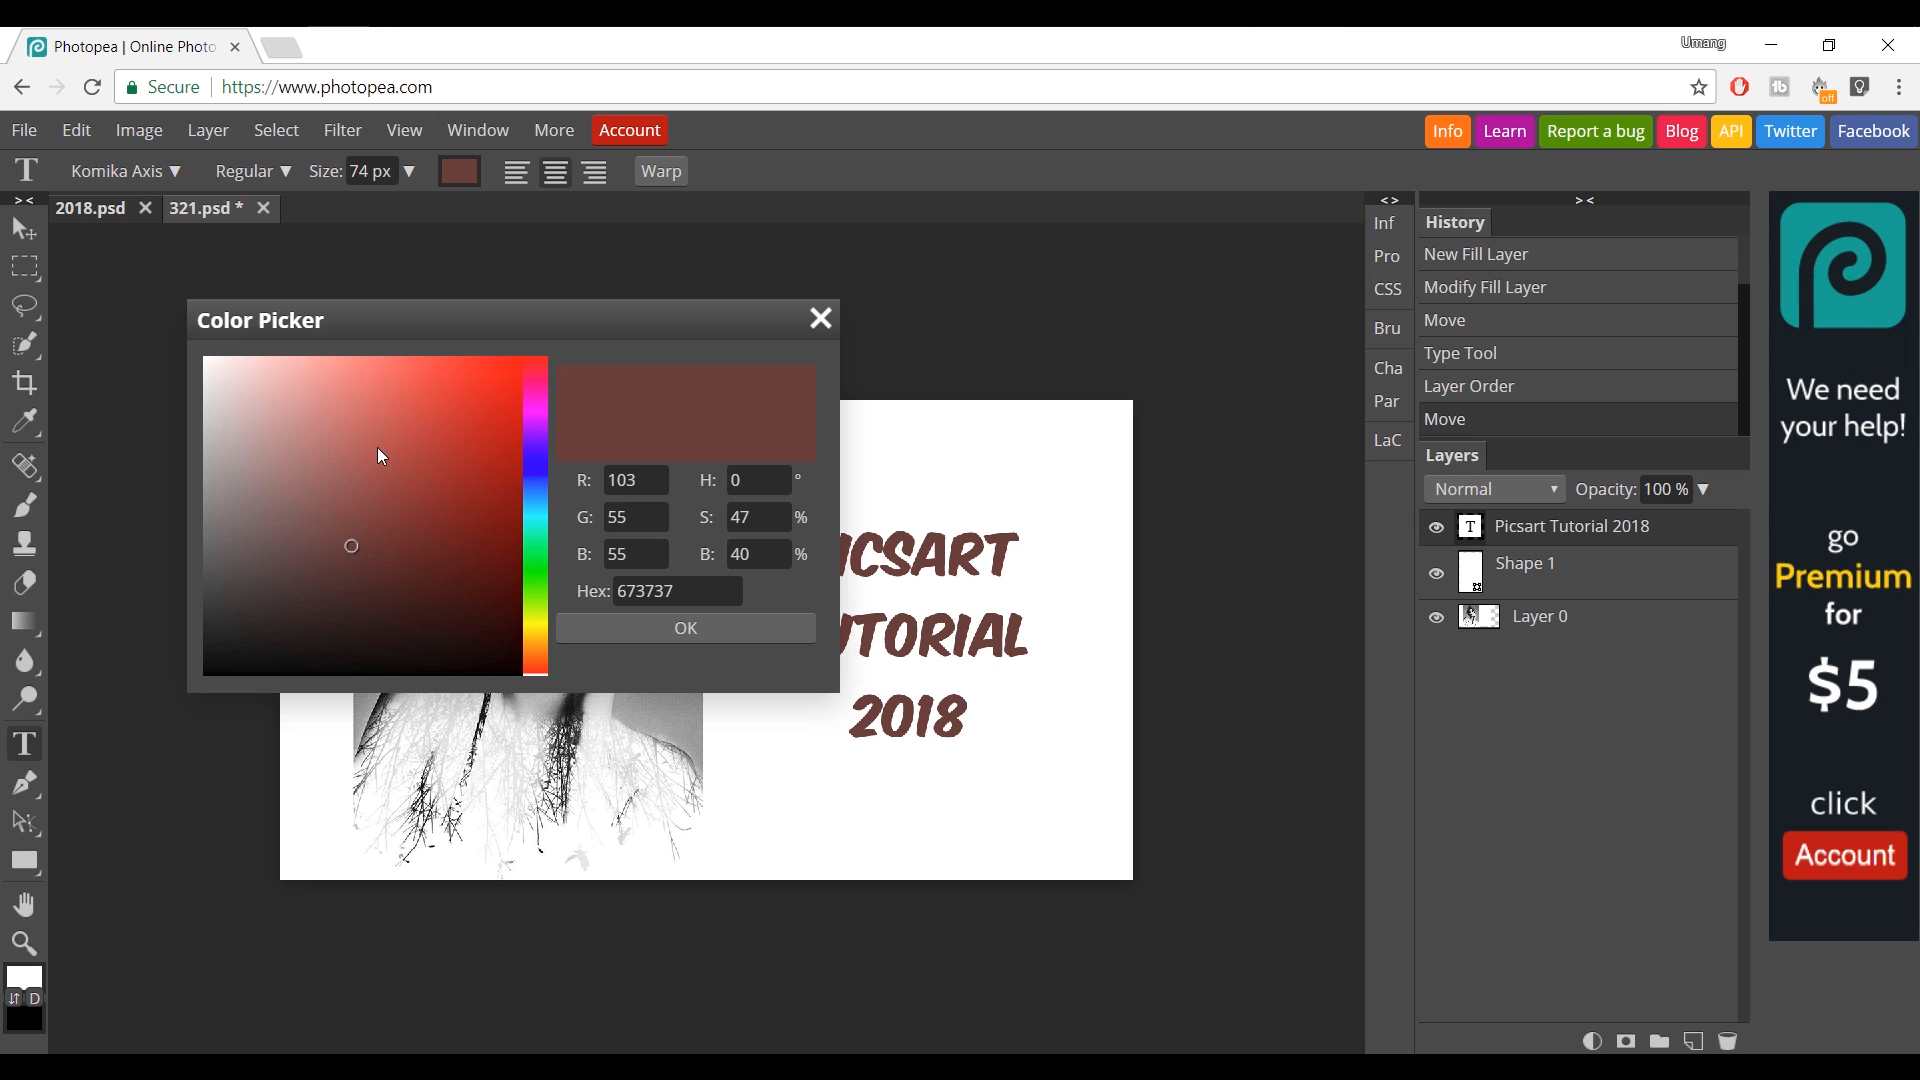 Photopea | Online Photo
Umang
Secure https://www.photopea.com
File Edit Image Layer Select Filter View Window More Account
Info Learn Report a bug Blog API Twitter Facebook
T Komika Axis Regular Size: 74 px Warp
2018.psd 321.psd *
Inf
Pro
CSS
Bru
Cha
Par
LaC
History
New Fill Layer
Modify Fill Layer
Move
Type Tool
Layer Order
Move
Layers
Normal Opacity: 100 %
T Picsart Tutorial 2018
Shape 1
Layer 0
Color Picker
R: 103 H: 0 °
G: 55 S: 47 %
B: 55 B: 40 %
Hex: 673737
OK
ICSART
UTORIAL
2018
T
D
off
We need
your help!
go
Premium
for
$5
click
Account